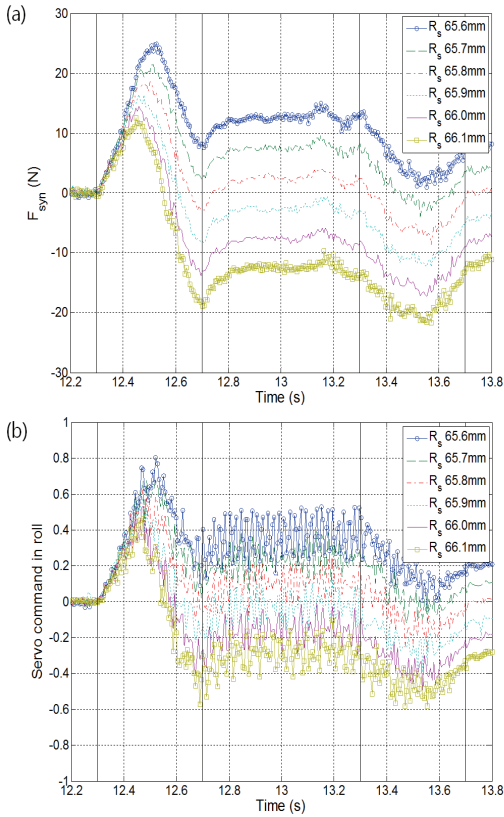 (a)
30
20
10
0
-10
-20
-30
F_syn (N)
12.2 12.4 12.6 12.8 13 13.2 13.4 13.6 13.8
Time (s)
R_s 65.6mm
R_s 65.7mm
R_s 65.8mm
R_s 65.9mm
R_s 66.0mm
R_s 66.1mm
(b)
1
0.8
0.6
0.4
0.2
0
-0.2
-0.4
-0.6
-0.8
-1
Servo command in roll
12.2 12.4 12.6 12.8 13 13.2 13.4 13.6 13.8
Time (s)
R_s 65.6mm
R_s 65.7mm
R_s 65.8mm
R_s 65.9mm
R_s 66.0mm
R_s 66.1mm